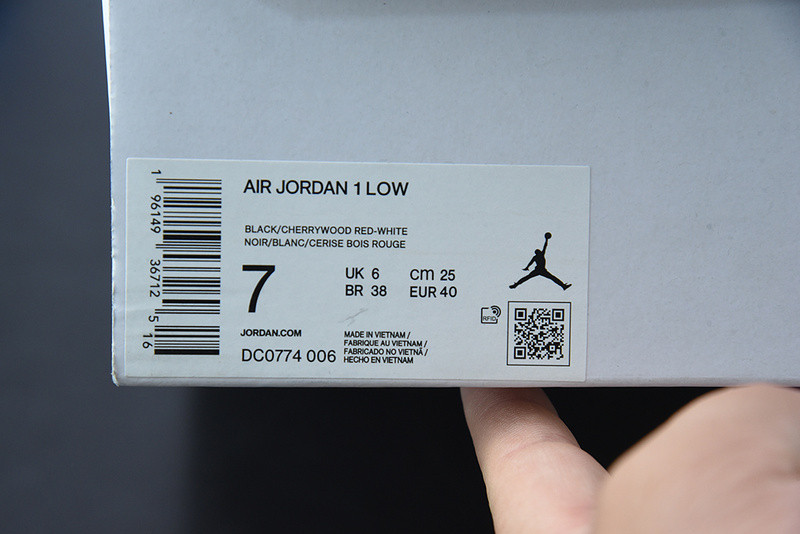 AIR JORDAN 1 LOW
BLACK/CHERRYWOOD RED-WHITE
NOIR/BLANC/CERISE BOIS ROUGE
7
UK 6 cm 25
BR 38 EUR 40
RFID
JORDAN.COM
DC0774 006
MADE IN VIETNAM /
FABRIQUE AU VIETNAM /
FABRICADO NO VIETNÃ /
HECHO EN VIETNAM
1 96149 36712 5 16